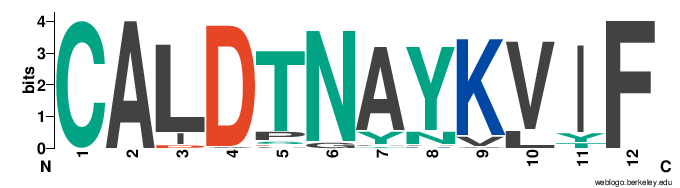 4
3
2
1
0
bits
CALDTNAYKVIF
I P Y N V L Y
D S G
1 2 3 4 5 6 7 8 9 10 11 12
N C
weblogo.berkeley.edu